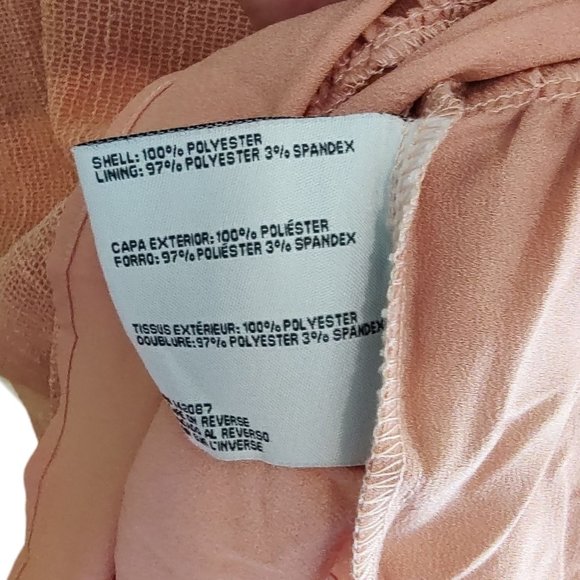 SHELL: 100% POLYESTER
LINING: 97% POLYESTER 3% SPANDEX
CAPA EXTERIOR: 100% POLIÉSTER
FORRO: 97% POLIÉSTER 3% SPANDEX
TISSUS EXTÉRIEUR: 100% POLYESTER
DOUBLURE: 97% POLYESTER 3% SPANDEX
ON REVERSE
AL REVERSO
L'INVERSE